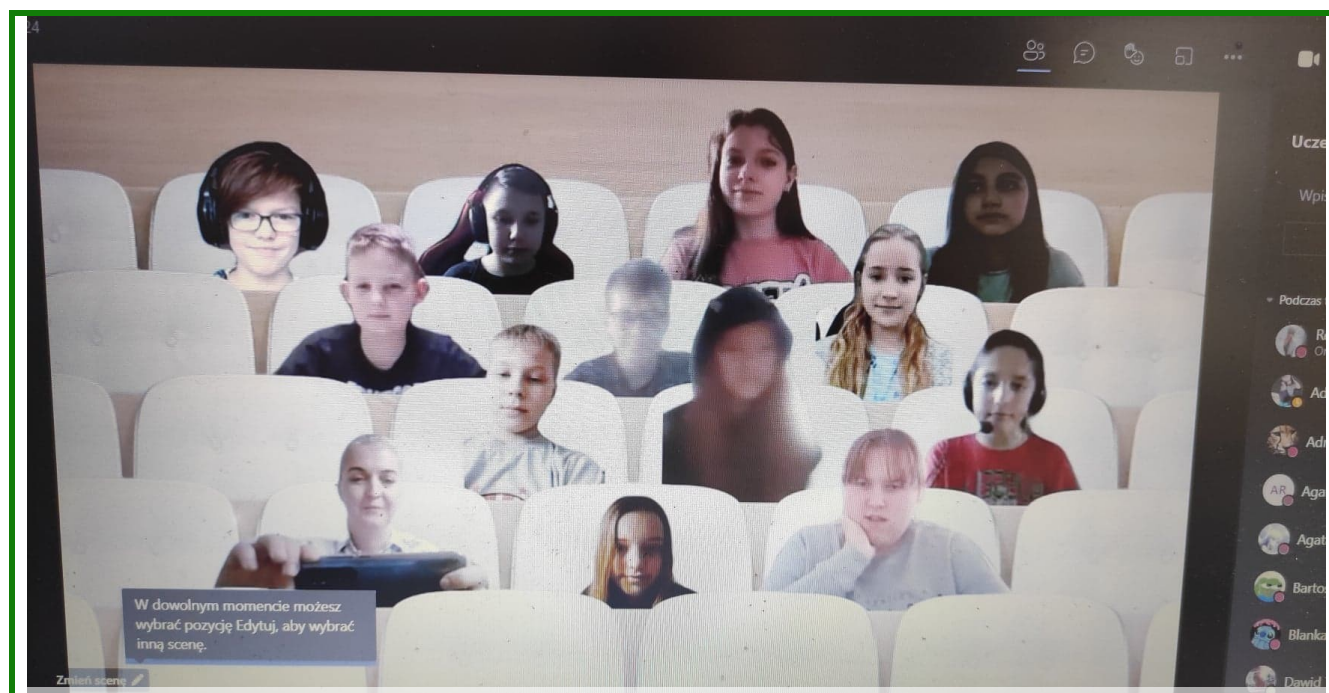 24
Ucze
Wpis
Podczas
Ad
Adr
AR
Aga
Agat
Barto
Blanka
Dawid
W dowolnym momencie możesz
wybrać pozycję Edytuj, aby wybrać
inną scenę.
Zmień scenę